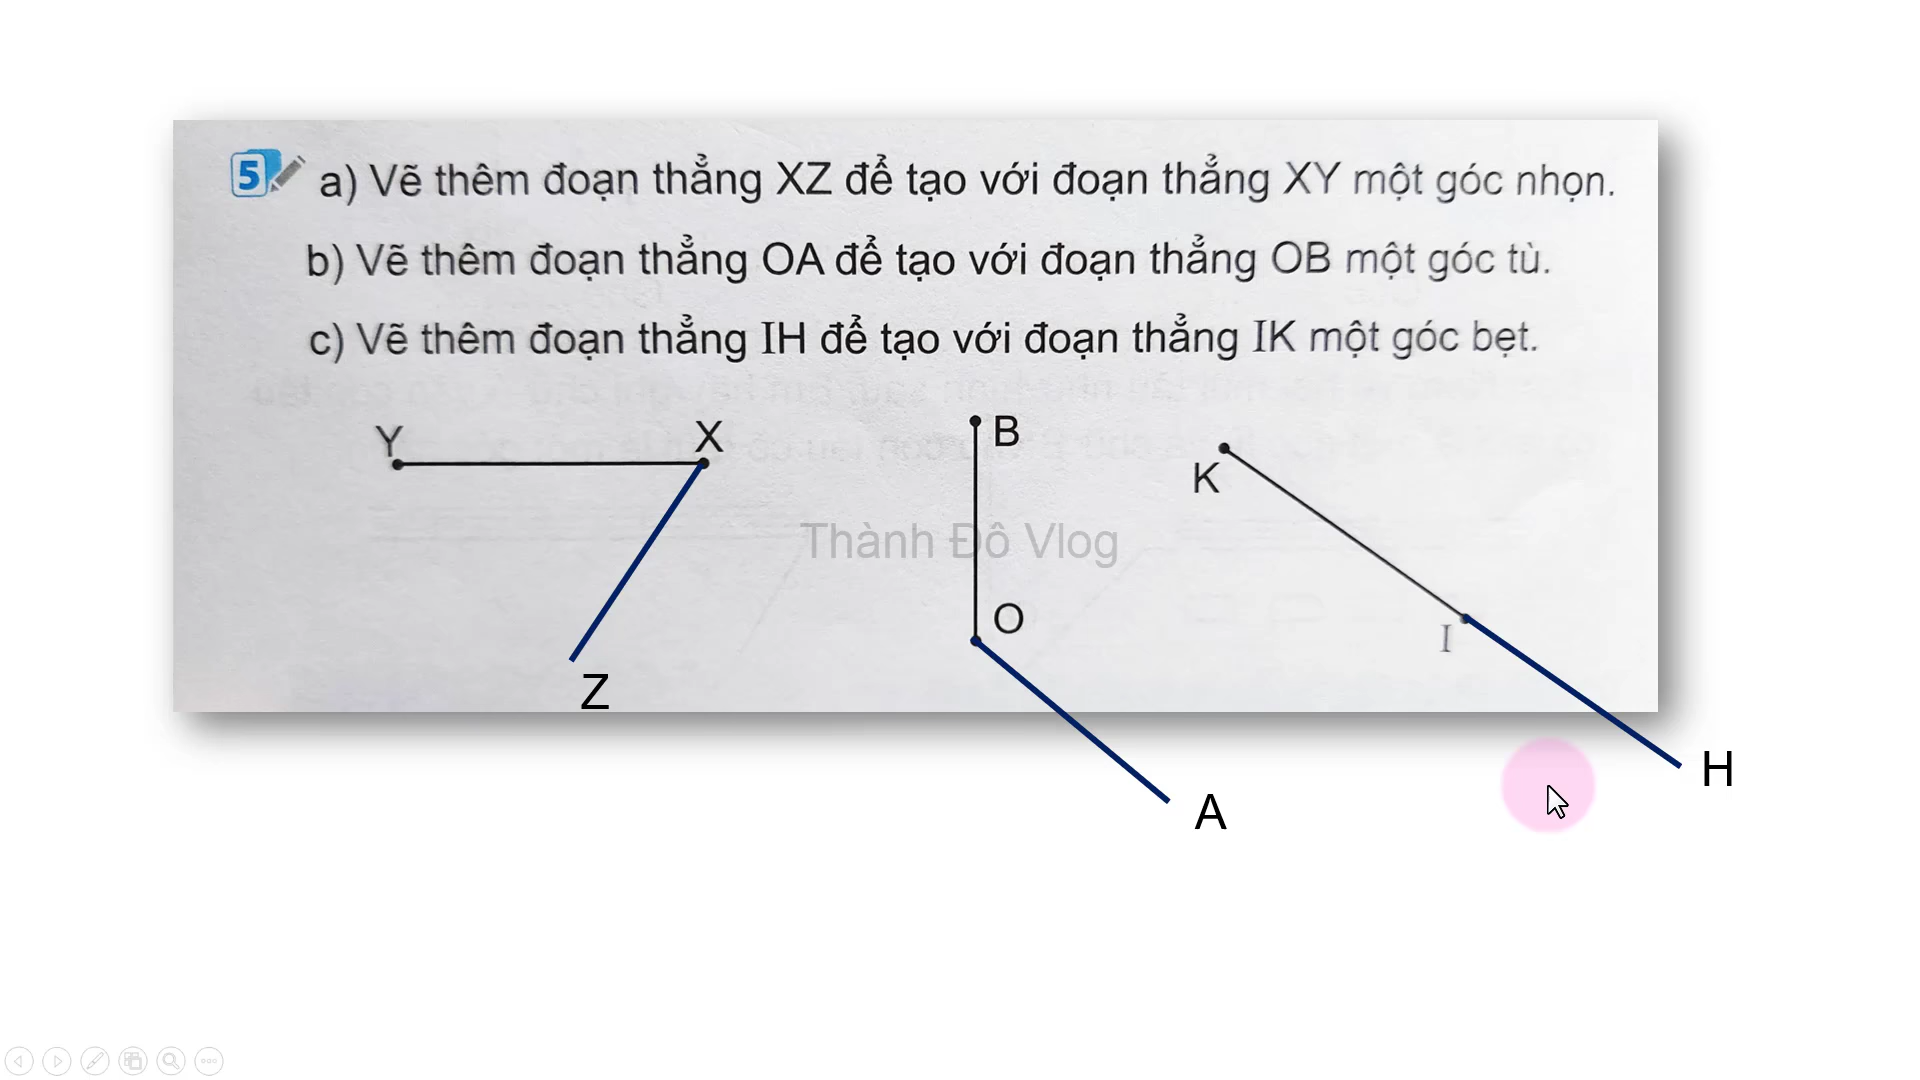 5 a) Vẽ thêm đoạn thẳng XZ để tạo với đoạn thẳng XY một góc nhọn.
b) Vẽ thêm đoạn thẳng OA để tạo với đoạn thẳng OB một góc tù.
c) Vẽ thêm đoạn thẳng IH để tạo với đoạn thẳng IK một góc bẹt.
Y X B K
Thành Đô Vlog
O I
Z H A